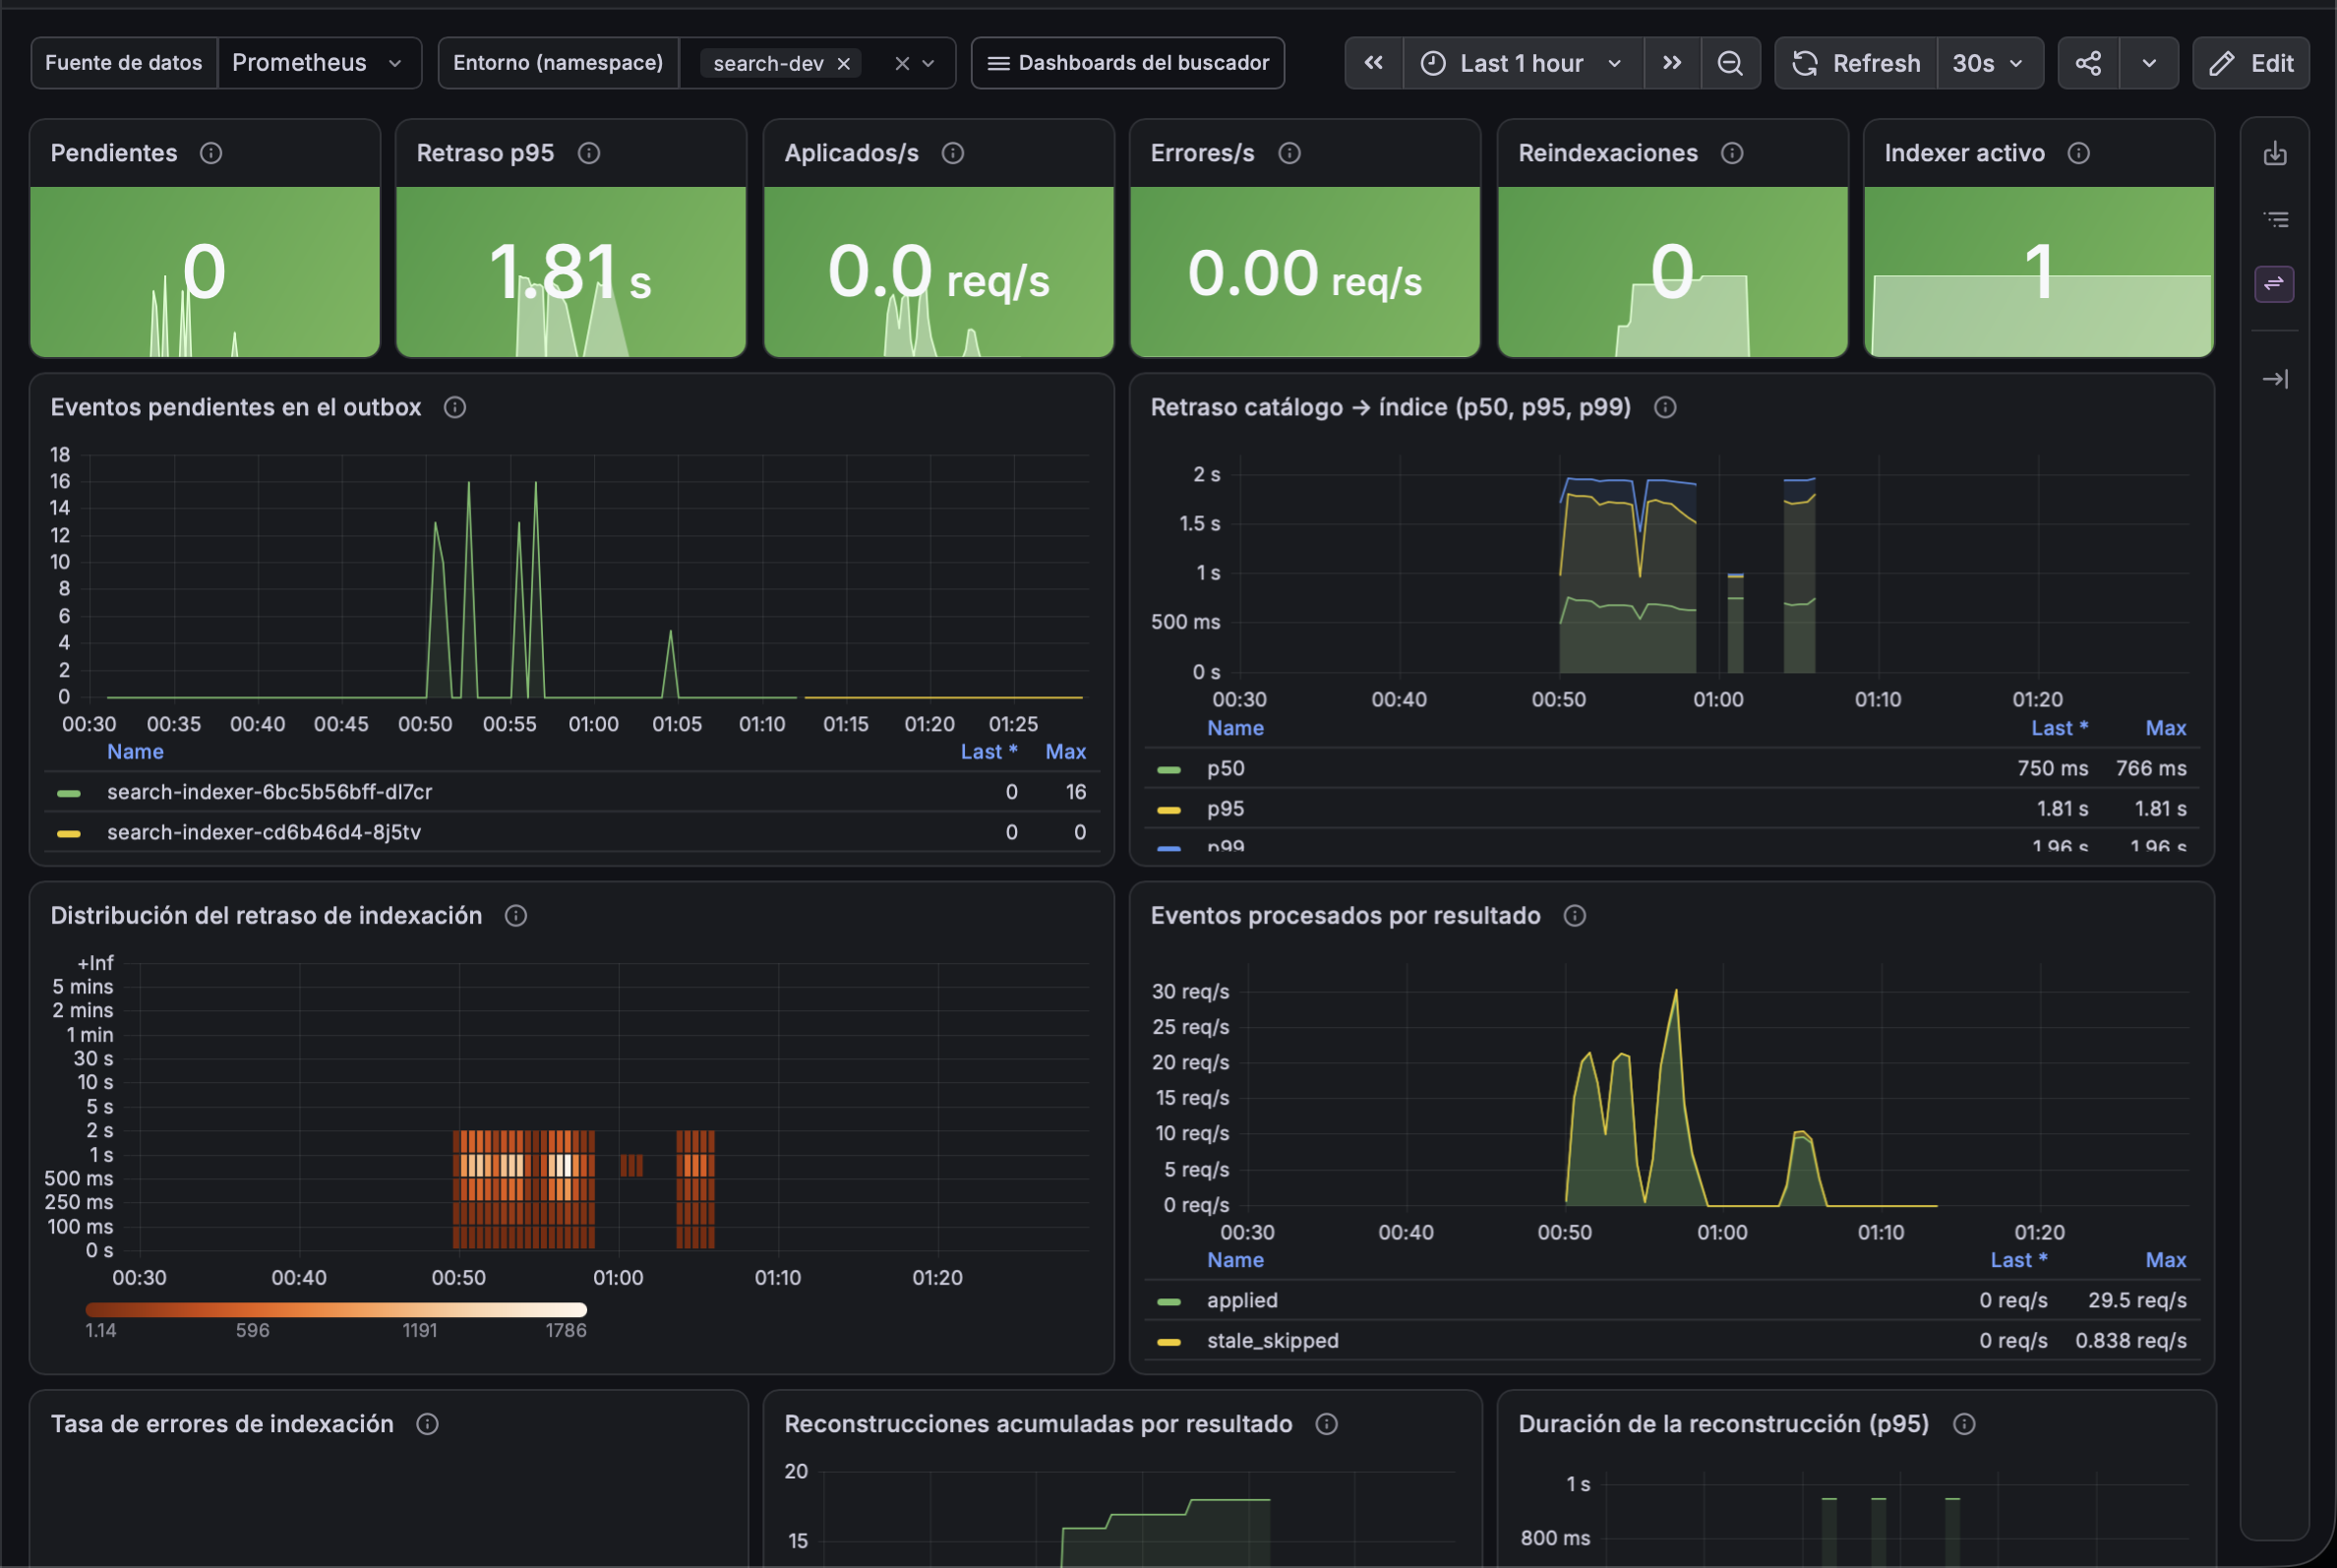 Fuente de datos Prometheus Entorno (namespace) search-dev Dashboards del buscador Last 1 hour Refresh 30s Edit
Pendientes
0
Retraso p95
1.81 s
Aplicados/s
0.0 req/s
Errores/s
0.00 req/s
Reindexaciones
0
Indexer activo
1
Eventos pendientes en el outbox
18
16
14
12
10
8
6
4
2
0
00:30 00:35 00:40 00:45 00:50 00:55 01:00 01:05 01:10 01:15 01:20 01:25
Name Last * Max
search-indexer-6bc5b56bff-dl7cr 0 16
search-indexer-cd6b46d4-8j5tv 0 0
Retraso catálogo → índice (p50, p95, p99)
2 s
1.5 s
1 s
500 ms
0 s
00:30 00:40 00:50 01:00 01:10 01:20
Name Last * Max
p50 750 ms 766 ms
p95 1.81 s 1.81 s
p99 1.96 s 1.96 s
Distribución del retraso de indexación
+Inf
5 mins
2 mins
1 min
30 s
10 s
5 s
2 s
1 s
500 ms
250 ms
100 ms
0 s
00:30 00:40 00:50 01:00 01:10 01:20
1.14 596 1191 1786
Eventos procesados por resultado
30 req/s
25 req/s
20 req/s
15 req/s
10 req/s
5 req/s
0 req/s
00:30 00:40 00:50 01:00 01:10 01:20
Name Last * Max
applied 0 req/s 29.5 req/s
stale_skipped 0 req/s 0.838 req/s
Tasa de errores de indexación
Reconstrucciones acumuladas por resultado
20
15
Duración de la reconstrucción (p95)
1 s
800 ms